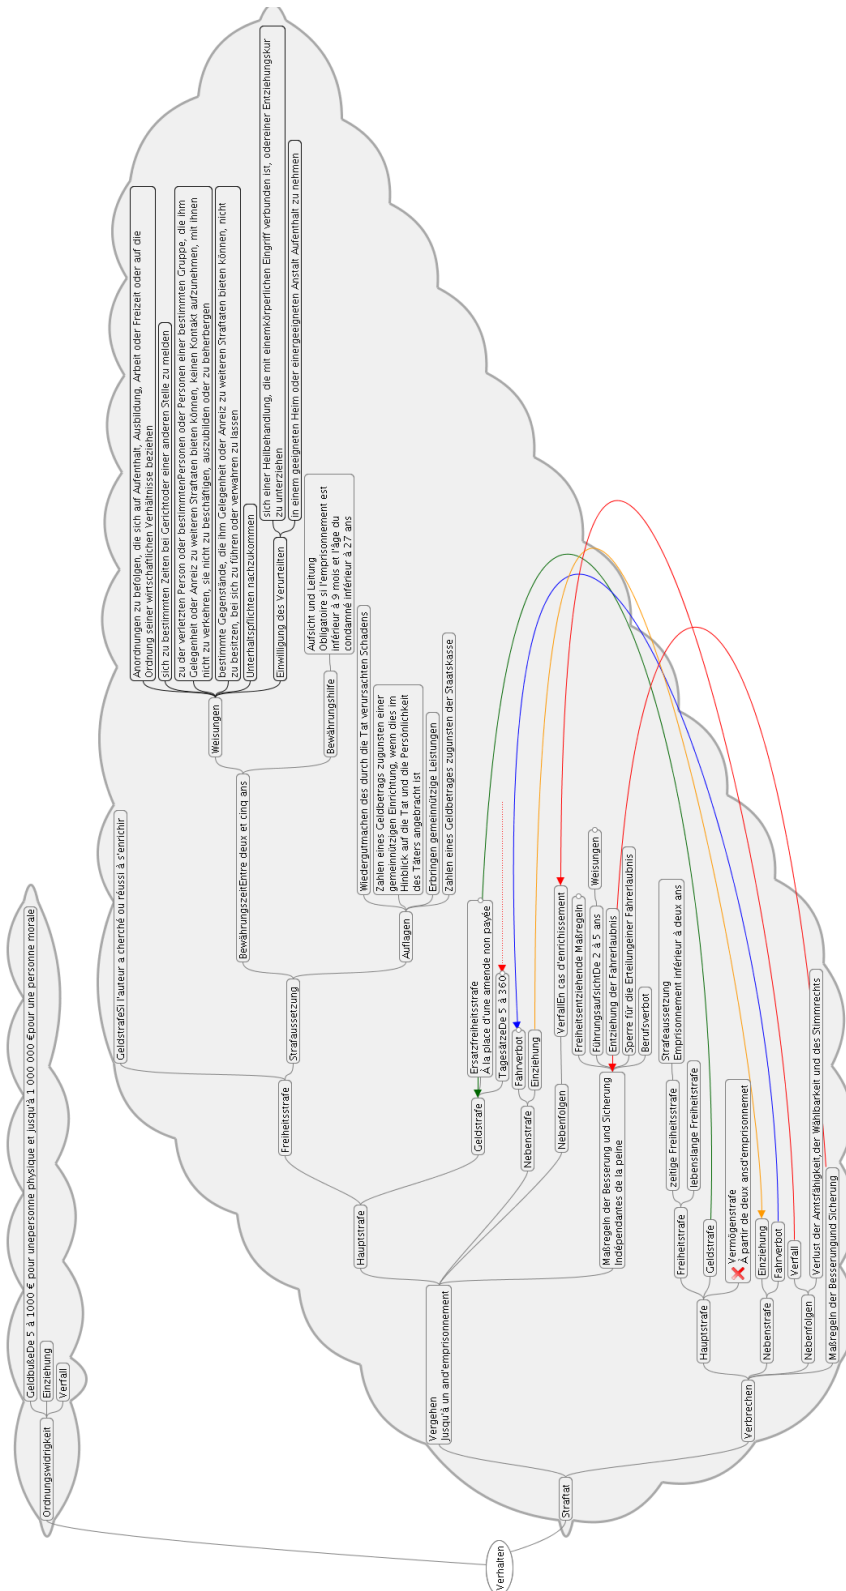 Verhalten
Ordnungswidrigkeit
GeldbußeDe 5 à 1000 € pour unepersonne physique et jusqu'à 1 000 000 €pour une personne morale
Einziehung
Verfall
Straftat
Vergehen
Jusqu'à un and'emprisonnement
Hauptstrafe
Freiheitsstrafe
GeldstrafeSi l'auteur a cherché ou réussi à s'enrichir
Strafaussetzung
BewährungszeitEntre deux et cinq ans
Weisungen
Anordnungen zu befolgen, die sich auf Aufenthalt, Ausbildung, Arbeit oder Freizeit oder auf die
Ordnung seiner wirtschaftlichen Verhältnisse beziehen
sich zu bestimmten Zeiten bei Gerichtoder einer anderen Stelle zu melden
zu der verletzten Person oder bestimmtenPersonen oder Personen einer bestimmten Gruppe, die ihm
Gelegenheit oder Anreiz zu weiteren Straftaten bieten können, keinen Kontakt aufzunehmen, mit ihnen
nicht zu verkehren, sie nicht zu beschäftigen, auszubilden oder zu beherbergen
bestimmte Gegenstände, die ihm Gelegenheit oder Anreiz zu weiteren Straftaten bieten können, nicht
zu besitzen, bei sich zu führen oder verwahren zu lassen
Unterhaltspflichten nachzukommen
Einwilligung des Verurteilten
sich einer Heilbehandlung, die mit einemkörperlichen Eingriff verbunden ist, odereiner Entziehungskur
zu unterziehen
in einem geeigneten Heim oder einergeeigneten Anstalt Aufenthalt zu nehmen
Bewährungshilfe
Aufsicht und Leitung
Obligatoire si l'emprisonnement est
inférieur à 9 mois et l'âge du
condamné inférieur à 27 ans
Auflagen
Wiedergutmachen des durch die Tat verursachten Schadens
Zahlen eines Geldbetrags zugunsten einer
gemeinnützigen Einrichtung, wenn dies im
Hinblick auf die Tat und die Persönlichkeit
des Täters angebracht ist
Erbringen gemeinnützige Leistungen
Zahlen eines Geldbetrages zugunsten der Staatskasse
Geldstrafe
Ersatzfreiheitsstrafe
À la place d'une amende non payée
TagesätzeDe 5 à 360
Nebenstrafe
Fahrverbot
Einziehung
Nebenfolgen
VerfallEn cas d'enrichissement
Maßregeln der Besserung und Sicherung
Indépendantes de la peine
Freiheitsentziehende Maßregeln
FührungsaufsichtDe 2 à 5 ans
Weisungen
Entziehung der Fahrerlaubnis
Sperre für die Erteilungeiner Fahrerlaubnis
Berufsverbot
Verbrechen
Hauptstrafe
Freiheitstrafe
zeitige Freiheitsstrafe
Strafeaussetzung
Emprisonnement inférieur à deux ans
lebenslange Freiheitstrafe
Geldstrafe
Vermögenstrafe
À partir de deux ansd'emprisonnemet
Nebenstrafe
Einziehung
Fahrverbot
Nebenfolgen
Verfall
Verlust der Amtsfähigkeit,der Wählbarkeit und des Stimmrechts
Maßregeln der Besserungund Sicherung